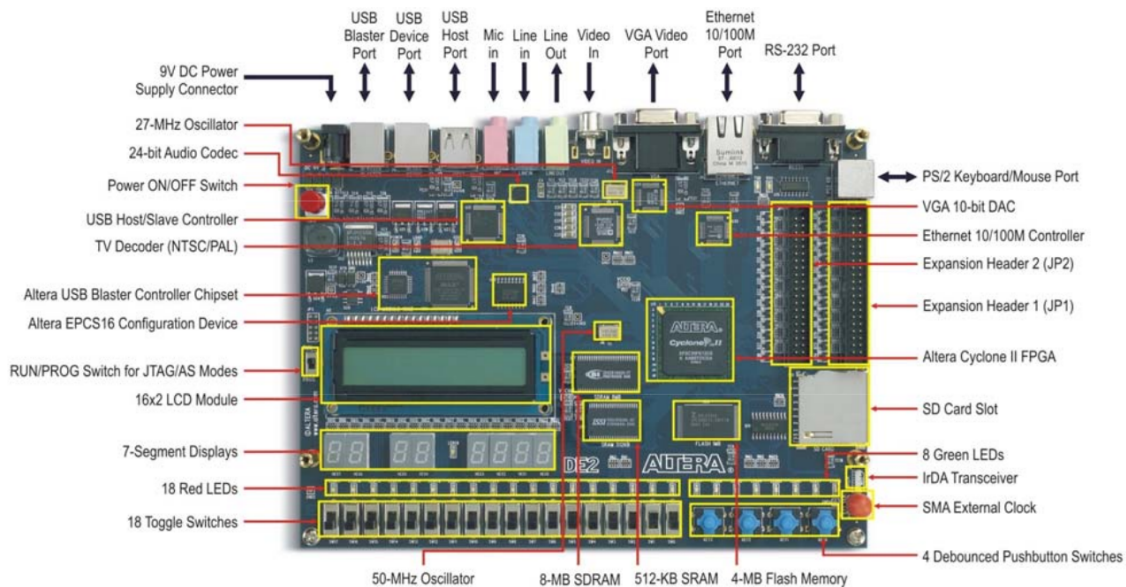 USB
Blaster
Port
USB
Device
Port
USB
Host
Port
Mic
in
Line
in
Line
Out
Video
In
VGA Video
Port
Ethernet
10/100M
Port
RS-232 Port
9V DC Power
Supply Connector
27-MHz Oscillator
24-bit Audio Codec
Power ON/OFF Switch
USB Host/Slave Controller
TV Decoder (NTSC/PAL)
Altera USB Blaster Controller Chipset
Altera EPCS16 Configuration Device
RUN/PROG Switch for JTAG/AS Modes
16x2 LCD Module
7-Segment Displays
18 Red LEDs
18 Toggle Switches
PS/2 Keyboard/Mouse Port
VGA 10-bit DAC
Ethernet 10/100M Controller
Expansion Header 2 (JP2)
Expansion Header 1 (JP1)
Altera Cyclone II FPGA
SD Card Slot
8 Green LEDs
IrDA Transceiver
SMA External Clock
4 Debounced Pushbutton Switches
50-MHz Oscillator
8-MB SDRAM
512-KB SRAM
4-MB Flash Memory
ALTERA
Cyclone II
DE2
ALTERA